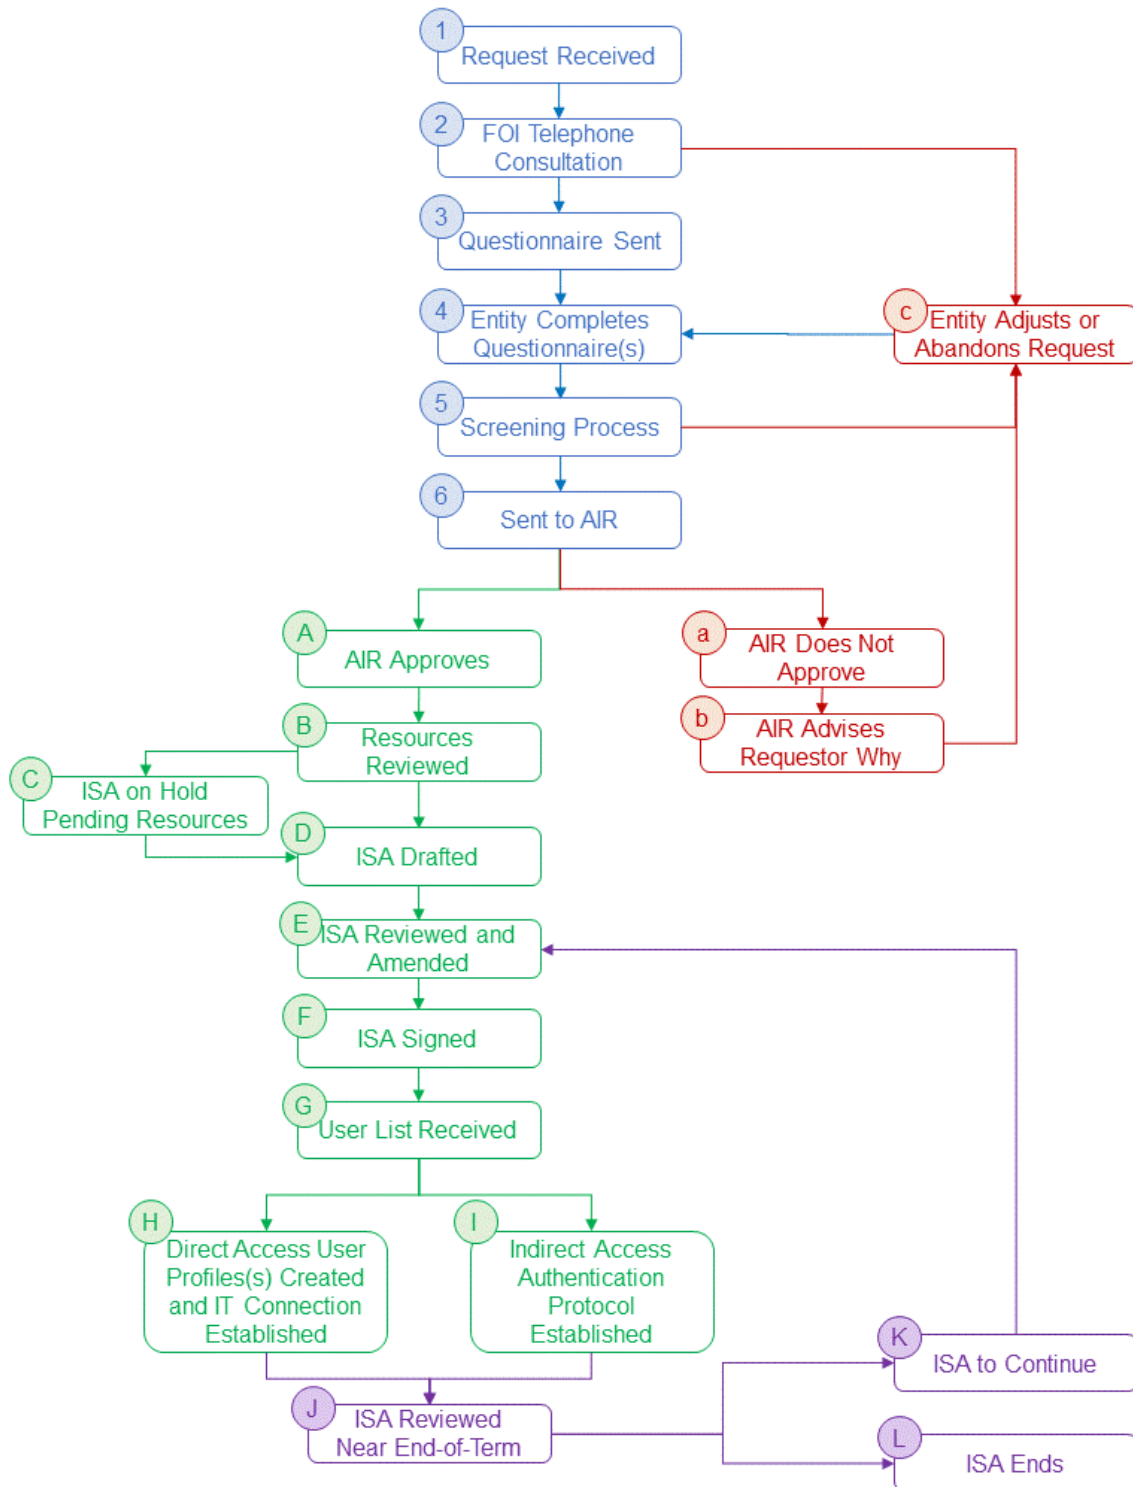 1
Request Received
2
FOI Telephone
Consultation
3
Questionnaire Sent
4
Entity Completes
Questionnaire(s)
c
Entity Adjusts or
Abandons Request
5
Screening Process
6
Sent to AIR
A
AIR Approves
a
AIR Does Not
Approve
B
Resources
Reviewed
b
AIR Advises
Requestor Why
C
ISA on Hold
Pending Resources
D
ISA Drafted
E
ISA Reviewed and
Amended
F
ISA Signed
G
User List Received
H
Direct Access User
Profiles(s) Created
and IT Connection
Established
I
Indirect Access
Authentication
Protocol
Established
J
ISA Reviewed
Near End-of-Term
K
ISA to Continue
L
ISA Ends